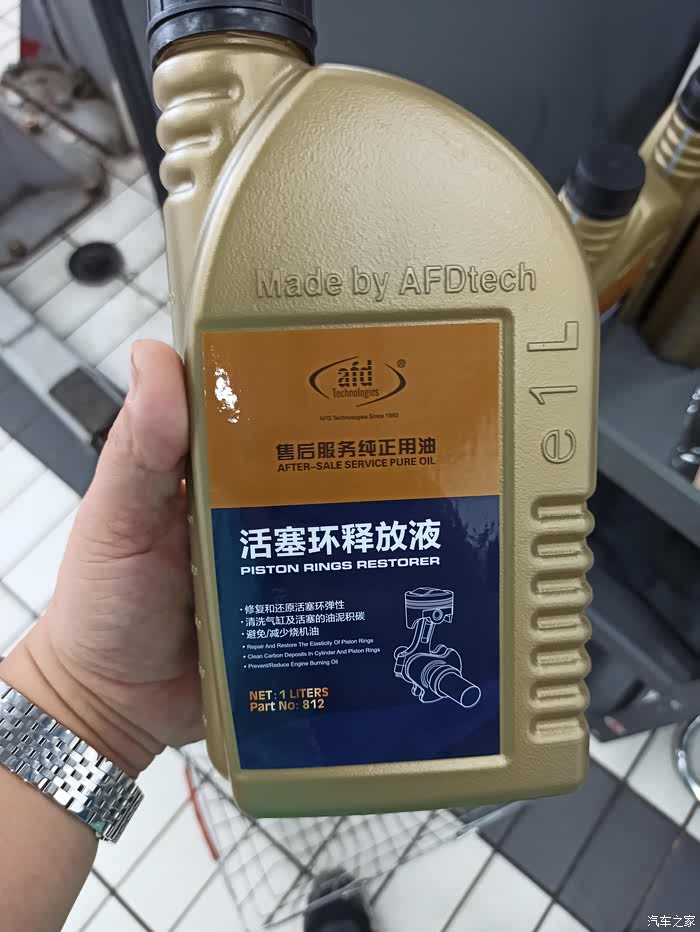 Made by AFDtech
e1L
afd®
Technologies
AFD Technologies Since 1993
售后服务纯正用油
AFTER-SALE SERVICE PURE OIL
活塞环释放液
PISTON RINGS RESTORER
·修复和还原活塞环弹性
·清洗气缸及活塞的油泥积碳
·避免/减少烧机油
• Repair And Restore The Elasticity Of Piston Rings
• Clean Carbon Deposits In Cylinder And Piston Rings
• Prevent/Reduce Engine Burning Oil
NET: 1 LITERS
Part No: 812
汽车之家